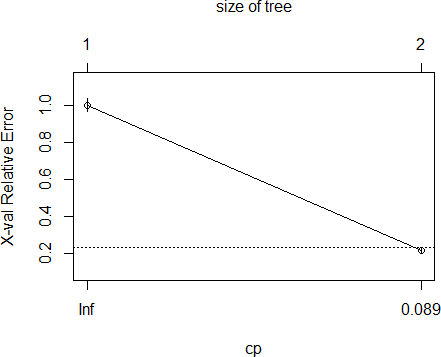 size of tree
1 2
X-val Relative Error
1.0
0.8
0.6
0.4
0.2
Inf 0.089
cp